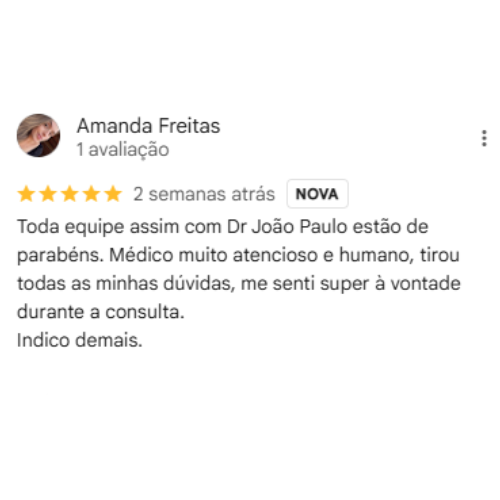 Amanda Freitas
1 avaliação
2 semanas atrás NOVA
Toda equipe assim com Dr João Paulo estão de
parabéns. Médico muito atencioso e humano, tirou
todas as minhas dúvidas, me senti super à vontade
durante a consulta.
Indico demais.